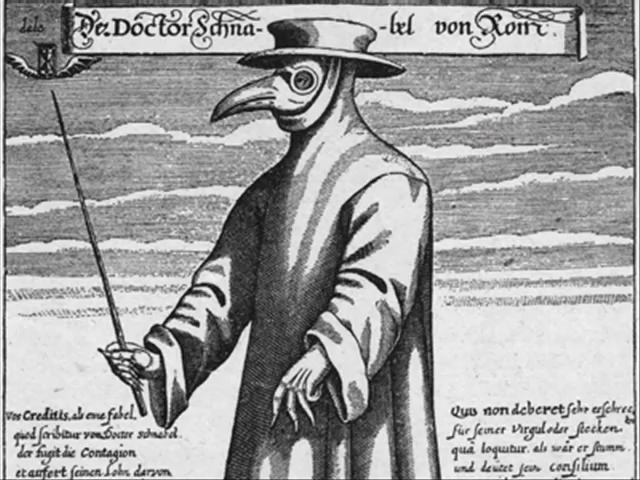 Der Doctor Schna-bel von Rom.
Vos Creditis, als eine fabel,
quod scribitur vom Doctor Schnabel.
der fugit die Contagion
et aufert seinen Lohn darvon
Quis non deberet sehr erschrec
für seiner Virgul oder stocken.
quâ loquitur, als wär er stumm.
und deutet sein consilium